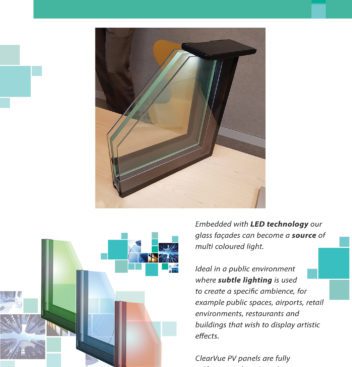 Embedded with LED technology our
glass façades can become a source of
multi coloured light.
Ideal in a public environment
where subtle lighting is used
to create a specific ambience, for
example public spaces, airports, retail
environments, restaurants and
buildings that wish to display artistic
effects.
ClearVue PV panels are fully